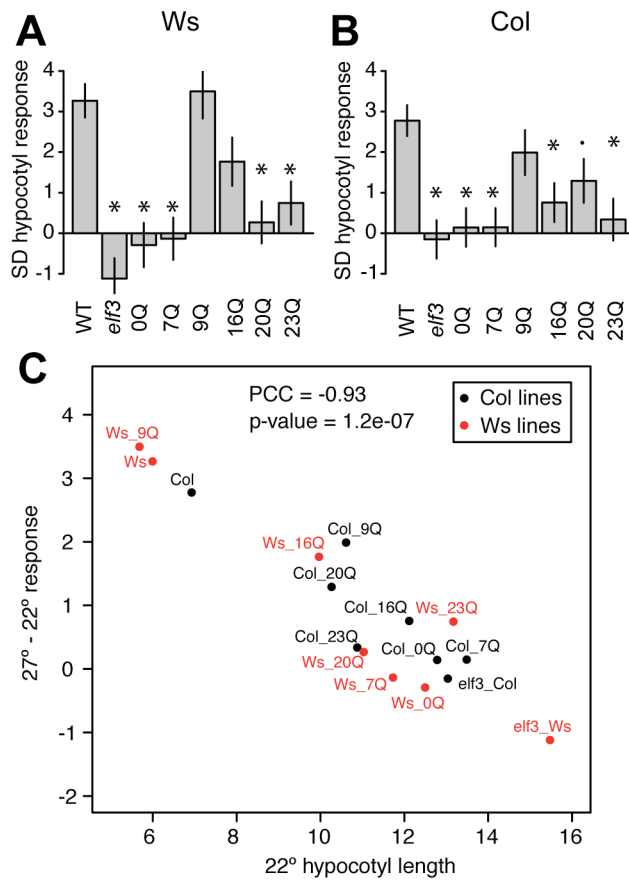 A
Ws
SD hypocotyl response
4
3
2
1
0
-1
*
*
*
*
*
WT
elf3
0Q
7Q
9Q
16Q
20Q
23Q
B
Col
SD hypocotyl response
4
3
2
1
0
-1
*
*
*
*
.
*
WT
elf3
0Q
7Q
9Q
16Q
20Q
23Q
C
PCC = -0.93
p-value = 1.2e-07
Col lines
Ws lines
27º - 22º response
4
3
2
1
0
-1
-2
Ws_9Q
Ws
Col
Col_9Q
Ws_16Q
Col_20Q
Col_16Q
Ws_23Q
Col_23Q
Col_0Q
Col_7Q
Ws_20Q
Ws_7Q
elf3_Col
Ws_0Q
elf3_Ws
6
8
10
12
14
16
22º hypocotyl length